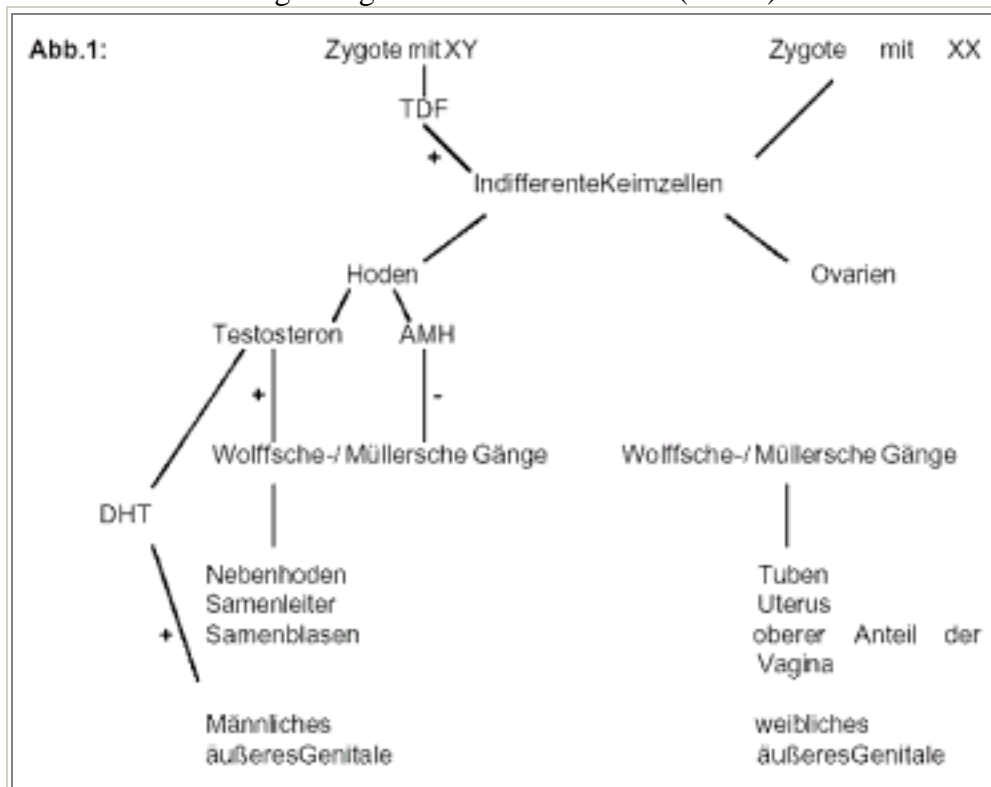 Abb.1:
Zygote mit XY
Zygote mit XX
TDF
+
IndifferenteKeimzellen
Hoden
Ovarien
Testosteron
AMH
+
-
Wolffsche-/ Müllersche Gänge
Wolffsche-/ Müllersche Gänge
DHT
Nebenhoden
Samenleiter
Samenblasen
+
Tuben
Uterus
oberer Anteil der
Vagina
Männliches
äußeresGenitale
weibliches
äußeresGenitale